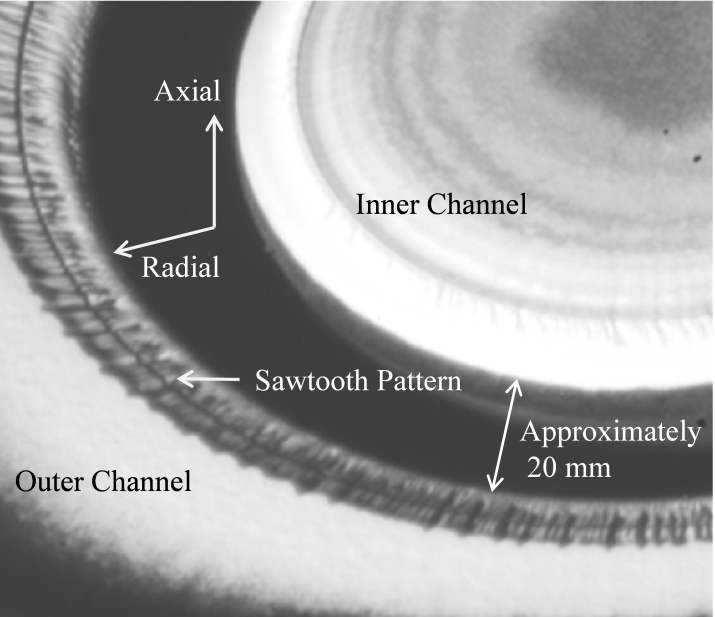 Axial
Inner Channel
Radial
Sawtooth Pattern
Approximately
20 mm
Outer Channel